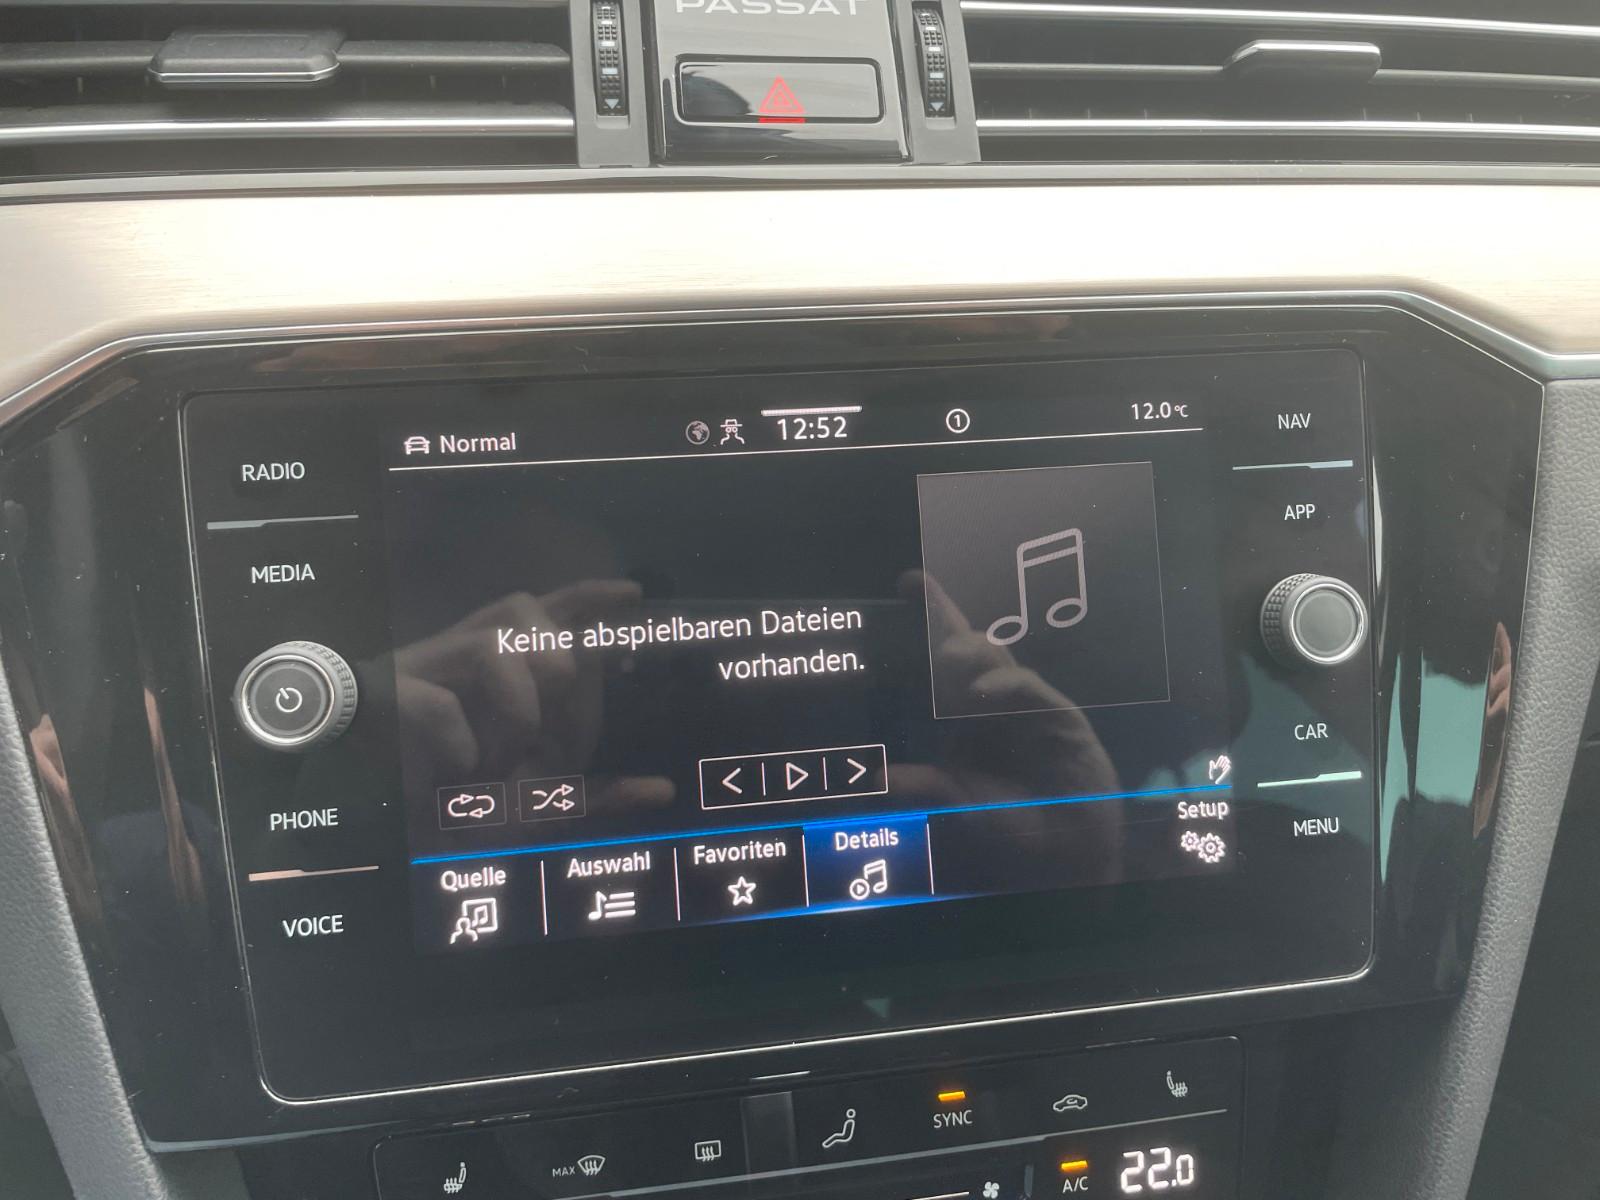 PASSAT
Normal
12:52
1
12.0°C
NAV
RADIO
APP
MEDIA
Keine abspielbaren Dateien
vorhanden.
CAR
PHONE
Setup
MENU
Quelle
Auswahl
Favoriten
Details
VOICE
SYNC
MAX
A/C
22.0